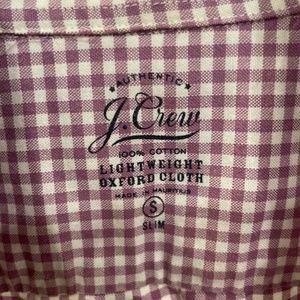 AUTHENTIC
J.Crew
100% COTTON
LIGHTWEIGHT
OXFORD CLOTH
MADE IN MAURITIUS
S
SLIM